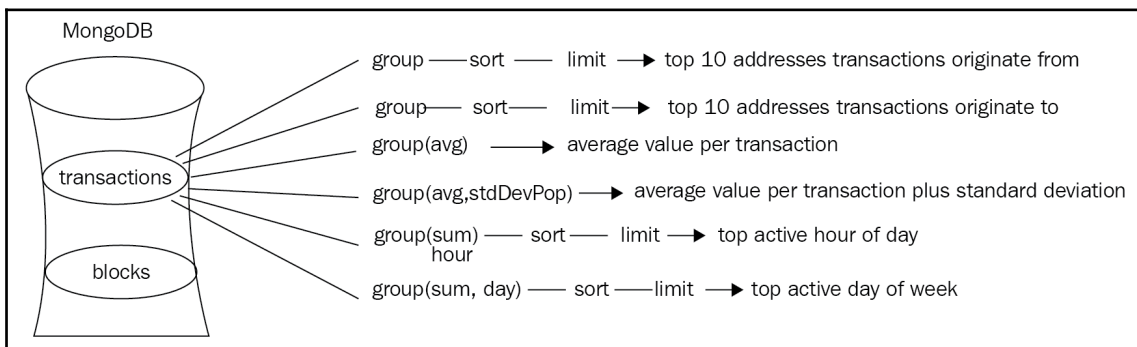 MongoDB
transactions
blocks
group sort limit top 10 addresses transactions originate from
group sort limit top 10 addresses transactions originate to
group(avg) average value per transaction
group(avg,stdDevPop) average value per transaction plus standard deviation
group(sum) sort limit top active hour of day
hour
group(sum, day) sort limit top active day of week